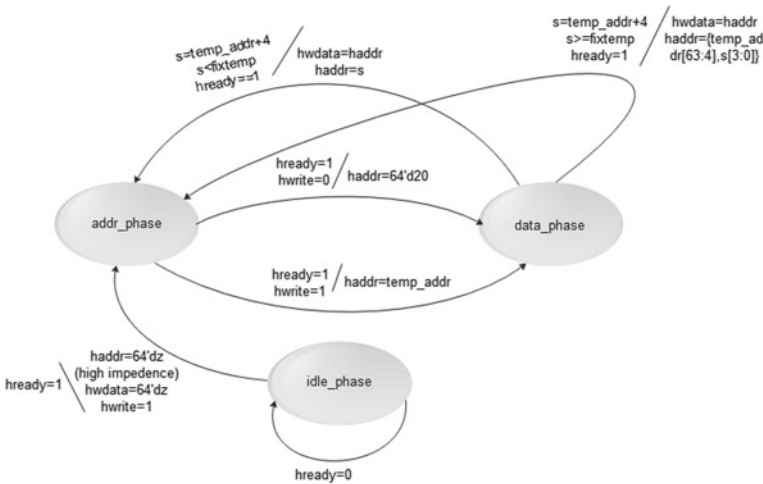 s=temp_addr+4
s<fixtemp
hready==1
hwdata=haddr
haddr=s
s=temp_addr+4
s>=fixtemp
hready=1
hwdata=haddr
haddr={temp_ad
dr[63:4],s[3:0]}
hready=1
hwrite=0
haddr=64'd20
addr_phase
data_phase
hready=1
hwrite=1
haddr=temp_addr
hready=1
haddr=64'dz
(high impedence)
hwdata=64'dz
hwrite=1
idle_phase
hready=0